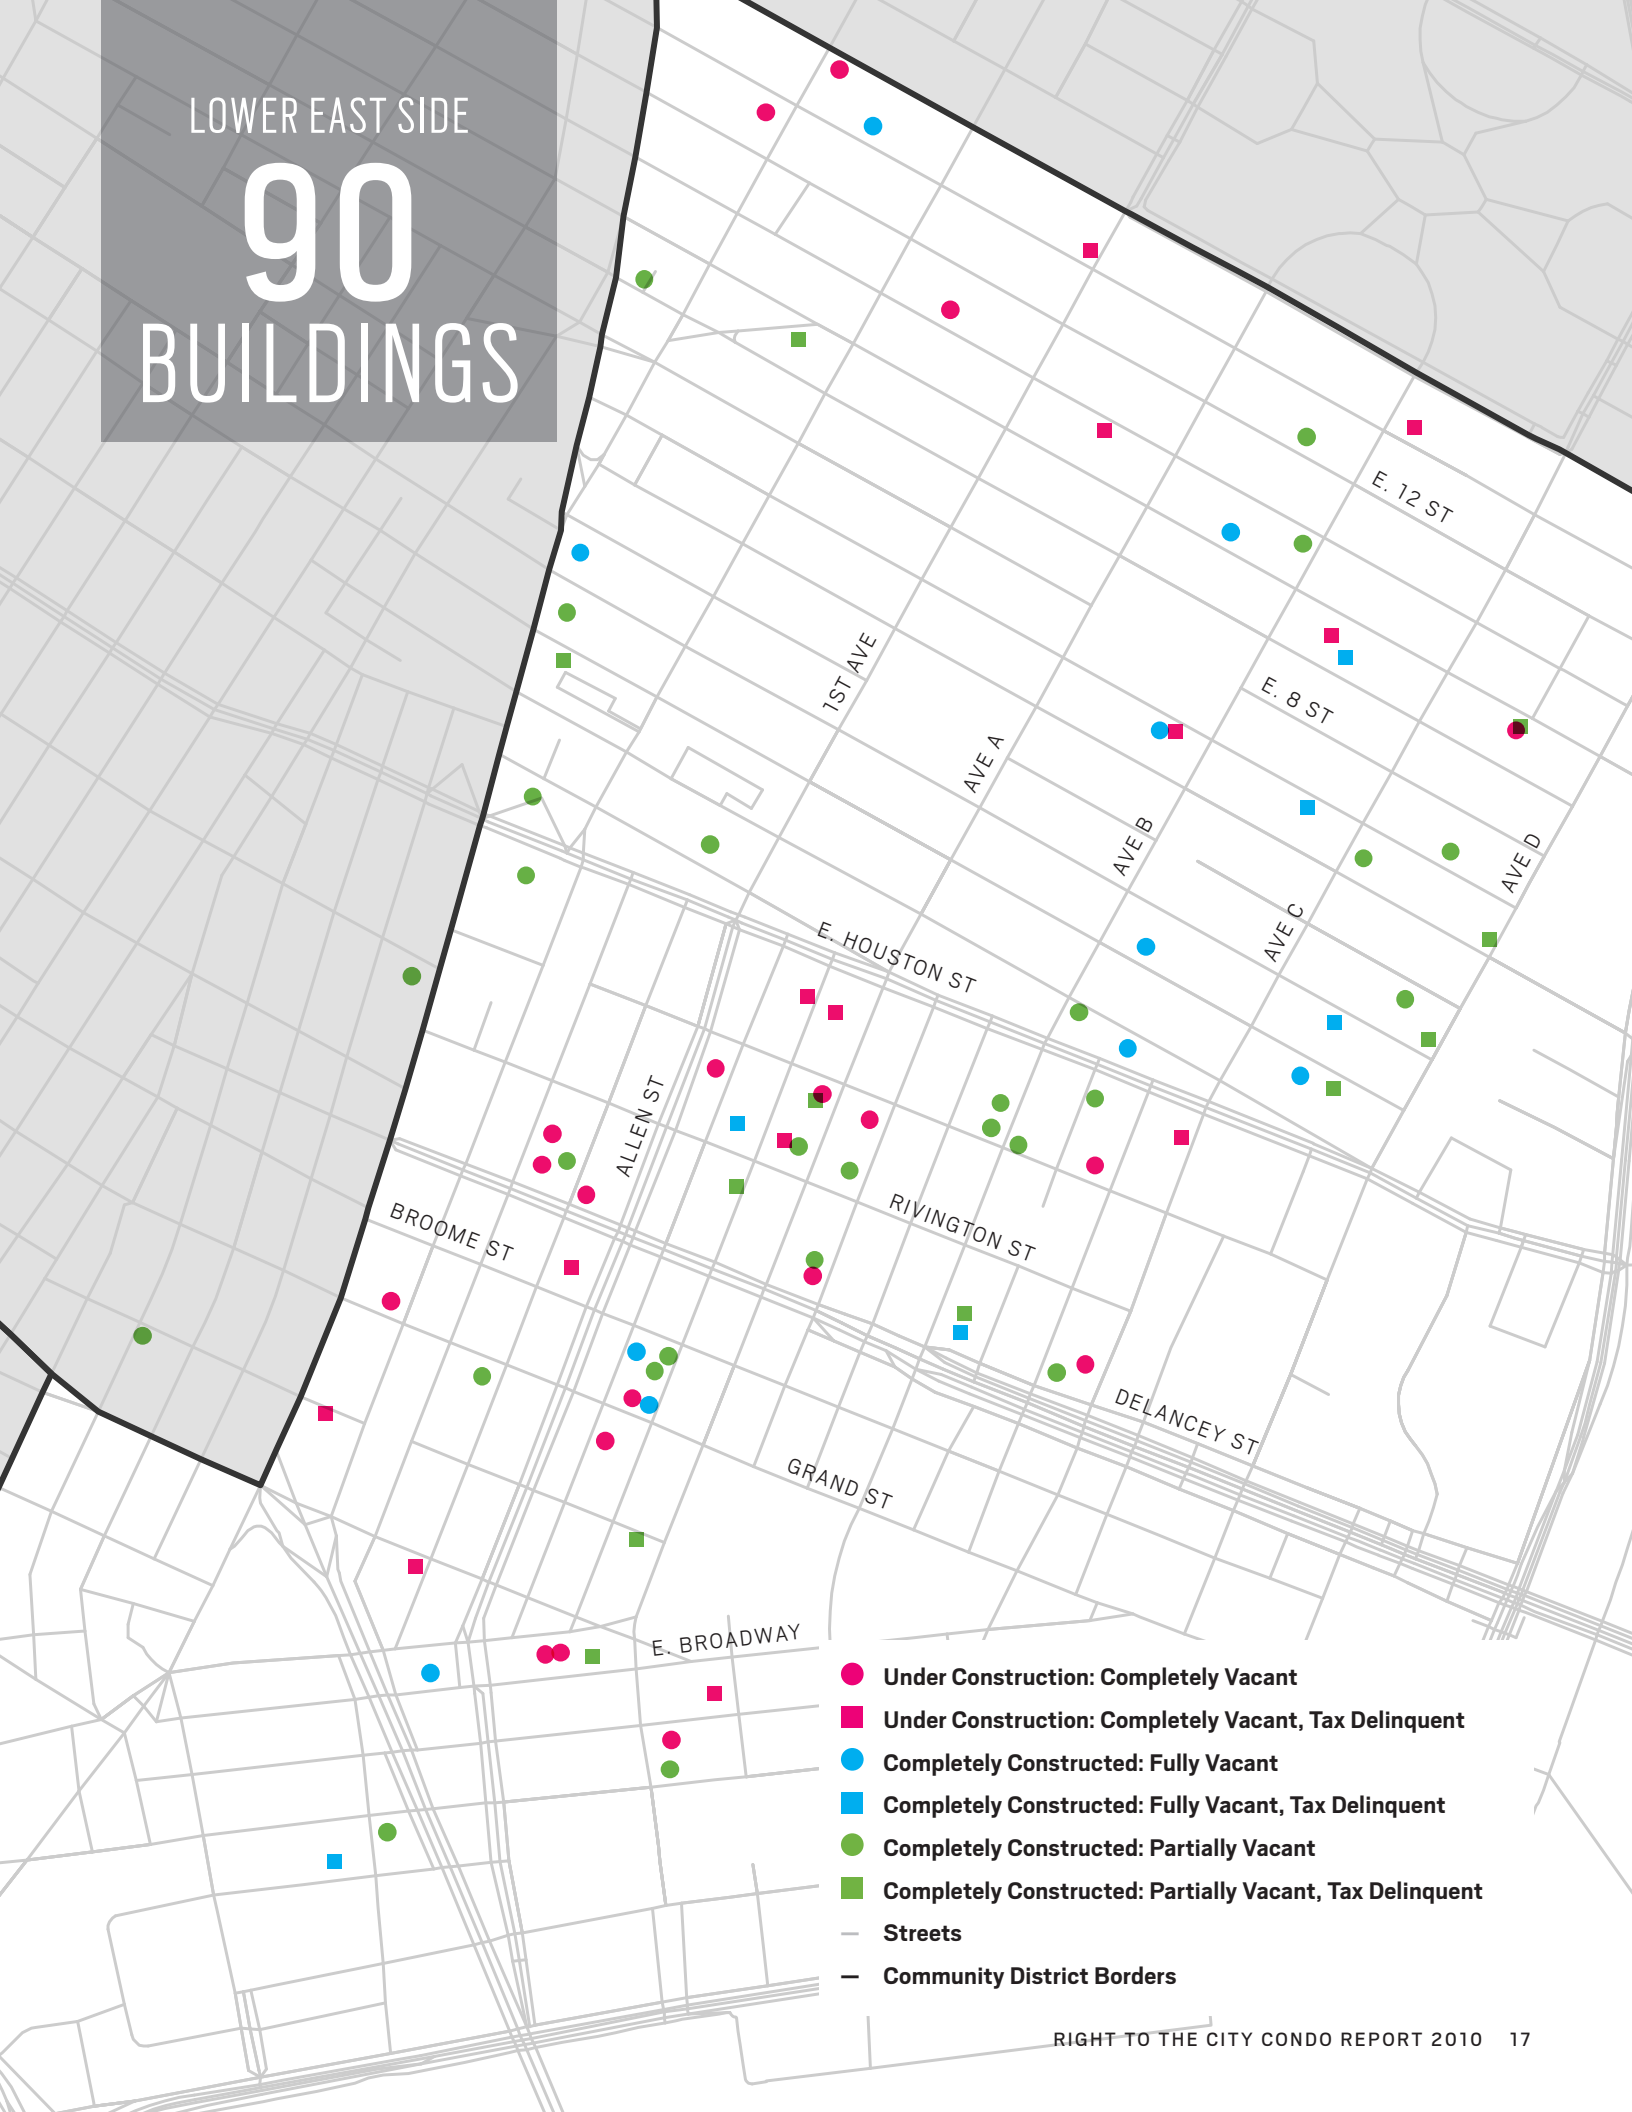 LOWER EAST SIDE
90
BUILDINGS
E. 12 ST
1ST AVE
E. 8 ST
AVE A
AVE B
AVE D
AVE C
E. HOUSTON ST
ALLEN ST
BROOME ST
RIVINGTON ST
DELANCEY ST
GRAND ST
E. BROADWAY
Under Construction: Completely Vacant
Under Construction: Completely Vacant, Tax Delinquent
Completely Constructed: Fully Vacant
Completely Constructed: Fully Vacant, Tax Delinquent
Completely Constructed: Partially Vacant
Completely Constructed: Partially Vacant, Tax Delinquent
Streets
Community District Borders
RIGHT TO THE CITY CONDO REPORT 2010 17